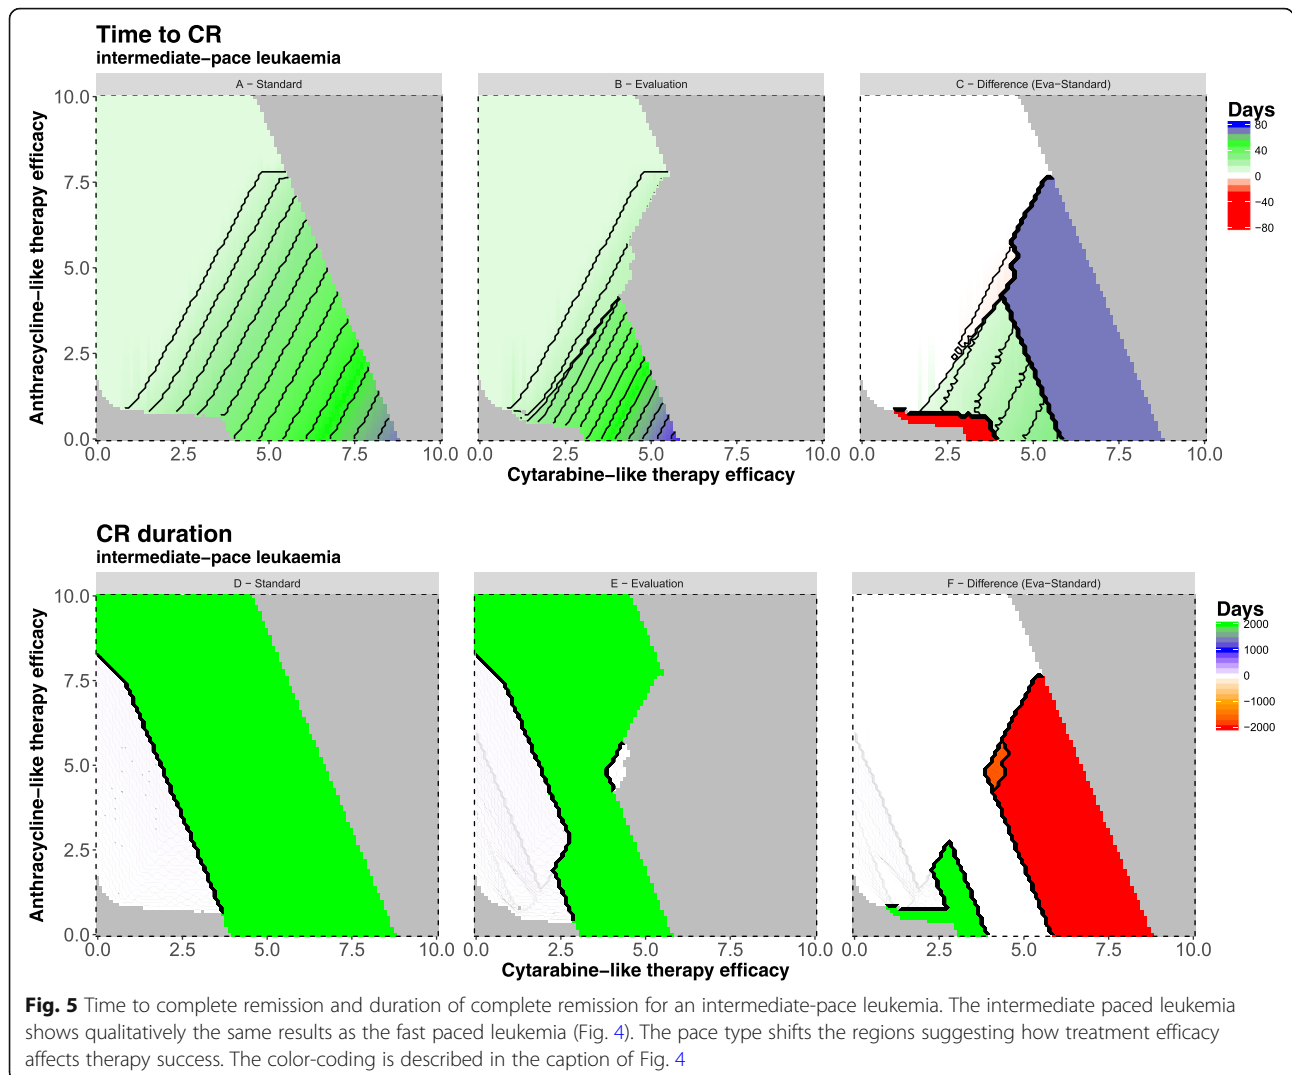 Time to CR
intermediate–pace leukaemia
A – Standard
B – Evaluation
C – Difference (Eva–Standard)
Anthracycline–like therapy efficacy
10.0
7.5
5.0
2.5
0.0
0.0 2.5 5.0 7.5 10.0
0.0 2.5 5.0 7.5 10.0
0.0 2.5 5.0 7.5 10.0
Cytarabine–like therapy efficacy
Days
80
40
0
−40
−80
CR duration
intermediate–pace leukaemia
D – Standard
E – Evaluation
F – Difference (Eva–Standard)
Anthracycline–like therapy efficacy
10.0
7.5
5.0
2.5
0.0
0.0 2.5 5.0 7.5 10.0
0.0 2.5 5.0 7.5 10.0
0.0 2.5 5.0 7.5 10.0
Cytarabine–like therapy efficacy
Days
2000
1000
0
−1000
−2000
Fig. 5 Time to complete remission and duration of complete remission for an intermediate-pace leukemia. The intermediate paced leukemia
shows qualitatively the same results as the fast paced leukemia (Fig. 4). The pace type shifts the regions suggesting how treatment efficacy
affects therapy success. The color-coding is described in the caption of Fig. 4